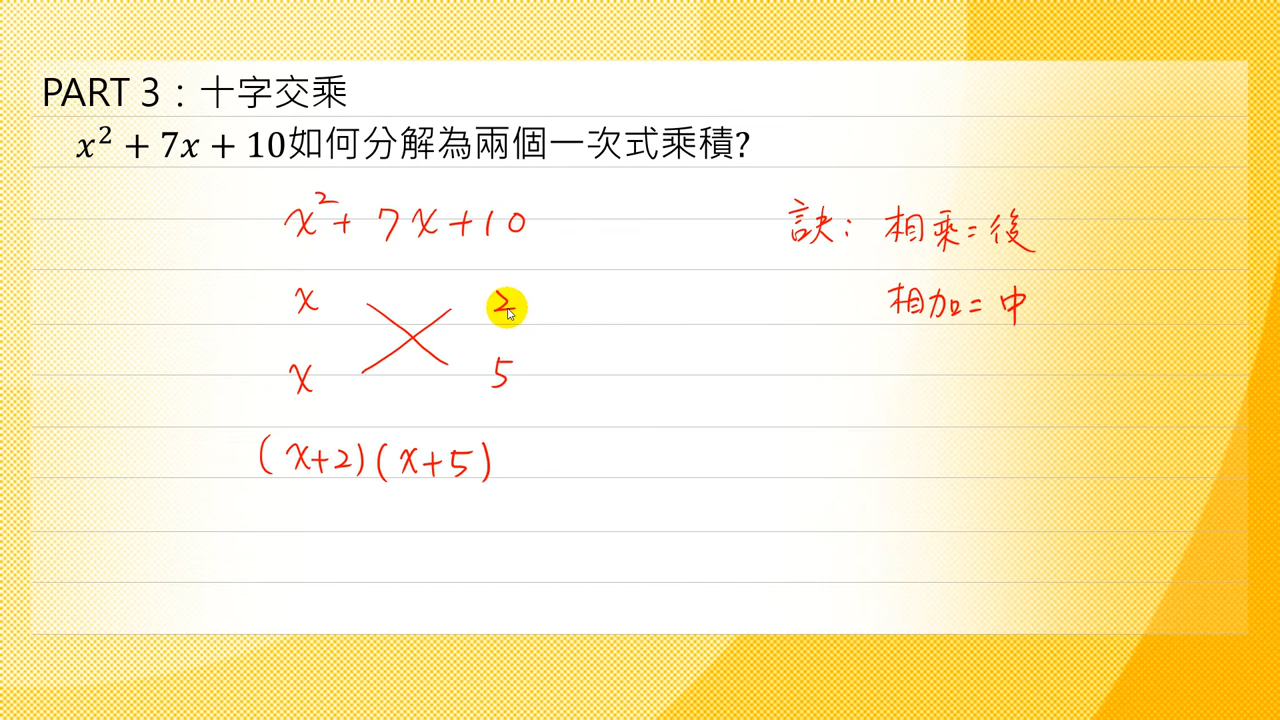 PART 3：十字交乘
x² + 7x + 10如何分解為兩個一次式乘積?
x² + 7x + 10
訣：相乘=後
相加=中
x 2
x 5
(x+2)(x+5)